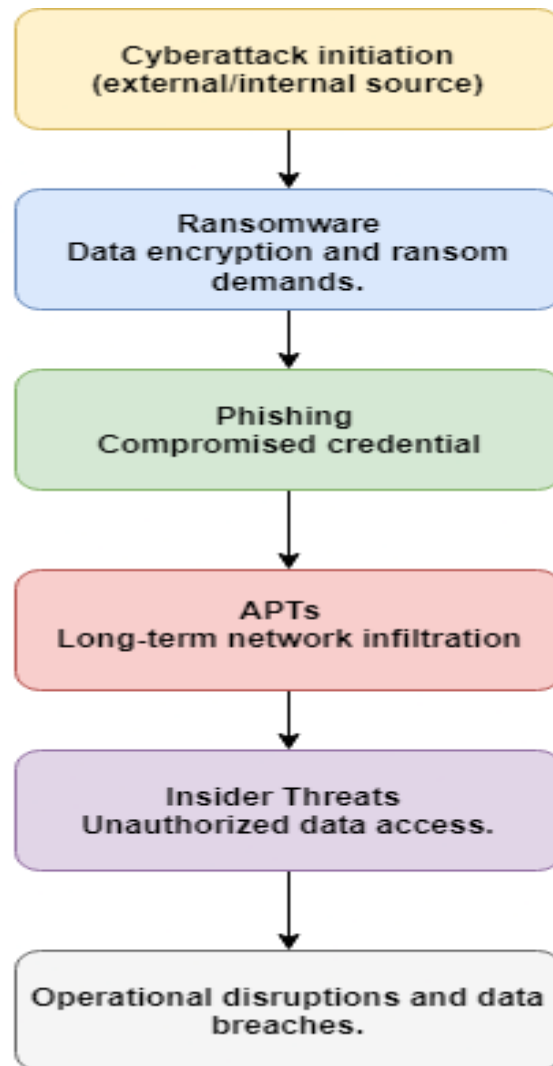 Cyberattack initiation
(external/internal source)
Ransomware
Data encryption and ransom
demands.
Phishing
Compromised credential
APTs
Long-term network infiltration
Insider Threats
Unauthorized data access.
Operational disruptions and data
breaches.